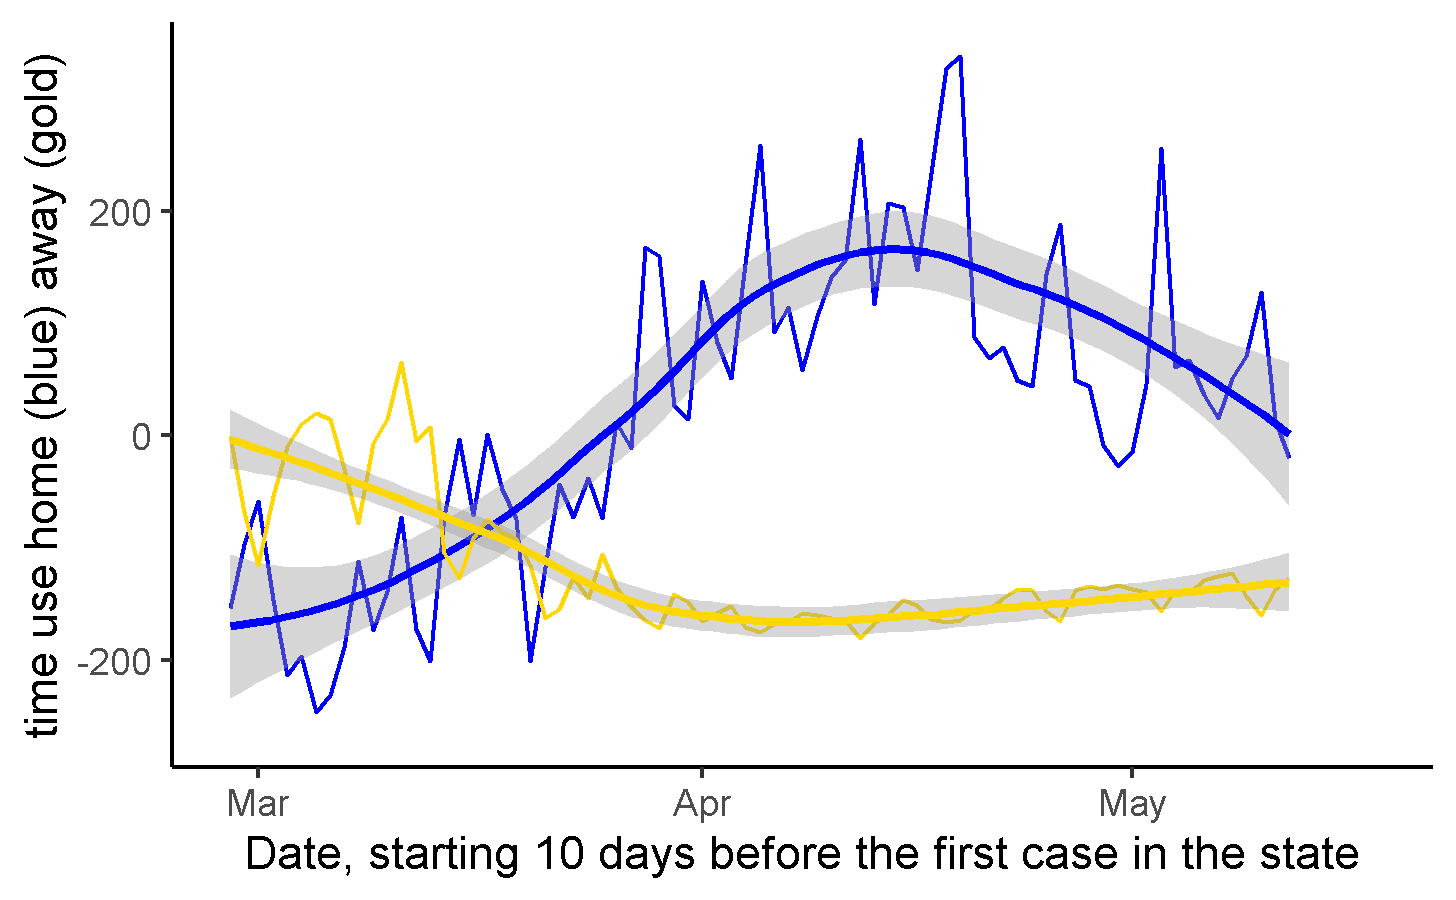 time use home (blue) away (gold)
200
0
-200
Mar
Apr
May
Date, starting 10 days before the first case in the state